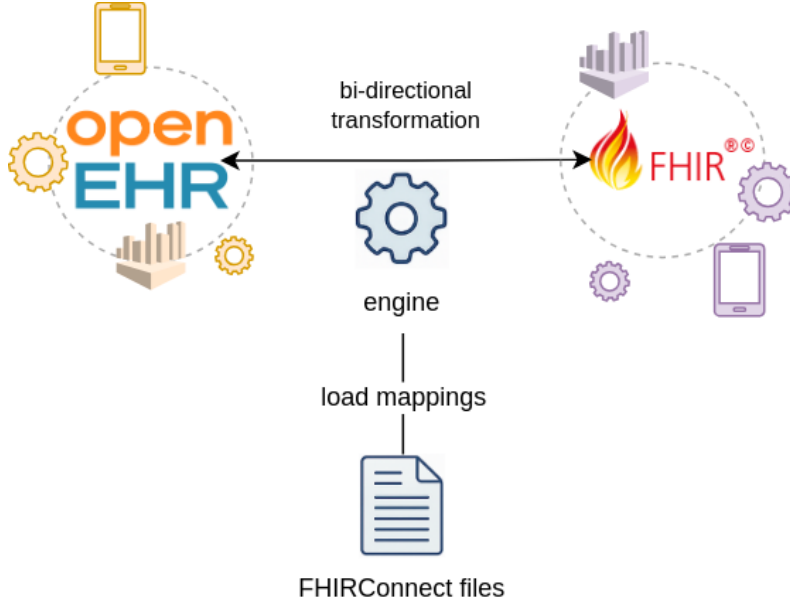 bi-directional
transformation
open
EHR
FHIR®©
engine
load mappings
FHIRConnect files